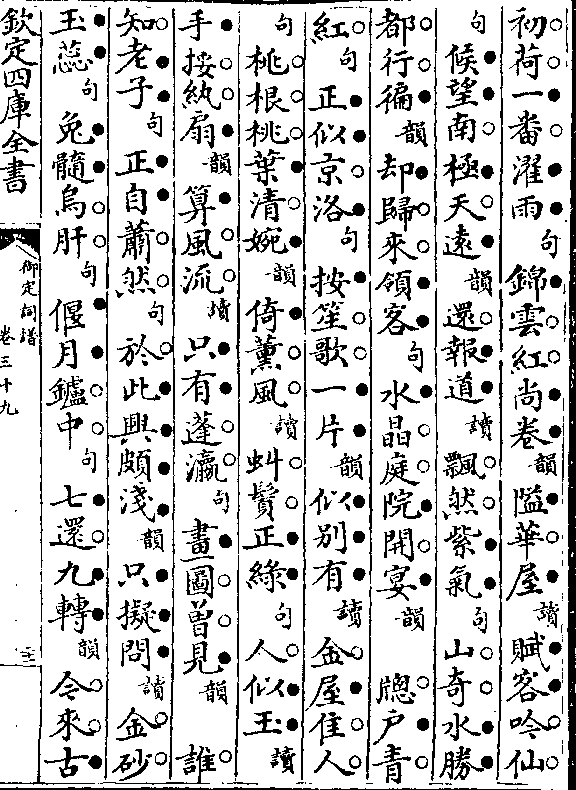 初荷一番濯雨句錦雲紅尚卷韻隘華屋讀賦客吟仙
句候望南極天遠韻還報道讀飄然紫氣句山奇水勝
都行徧韻却歸來領客句水晶庭院開宴韻牕戶青
紅句正似京洛句按笙歌一片韻似别有讀金屋佳人
句桃根桃葉清婉韻倚薰風讀虯鬚正綠句人似玉讀
手挼紈扇韻算風流讀只有蓬瀛句畫圖曽見韻誰
知老子句正自蕭然句於此興頗淺韻只擬問讀金砂
玉蕊句兔髓烏肝句偃月鑪中句七還九轉韻今來古
欽定四庫全書
御定詞譜
卷三十九